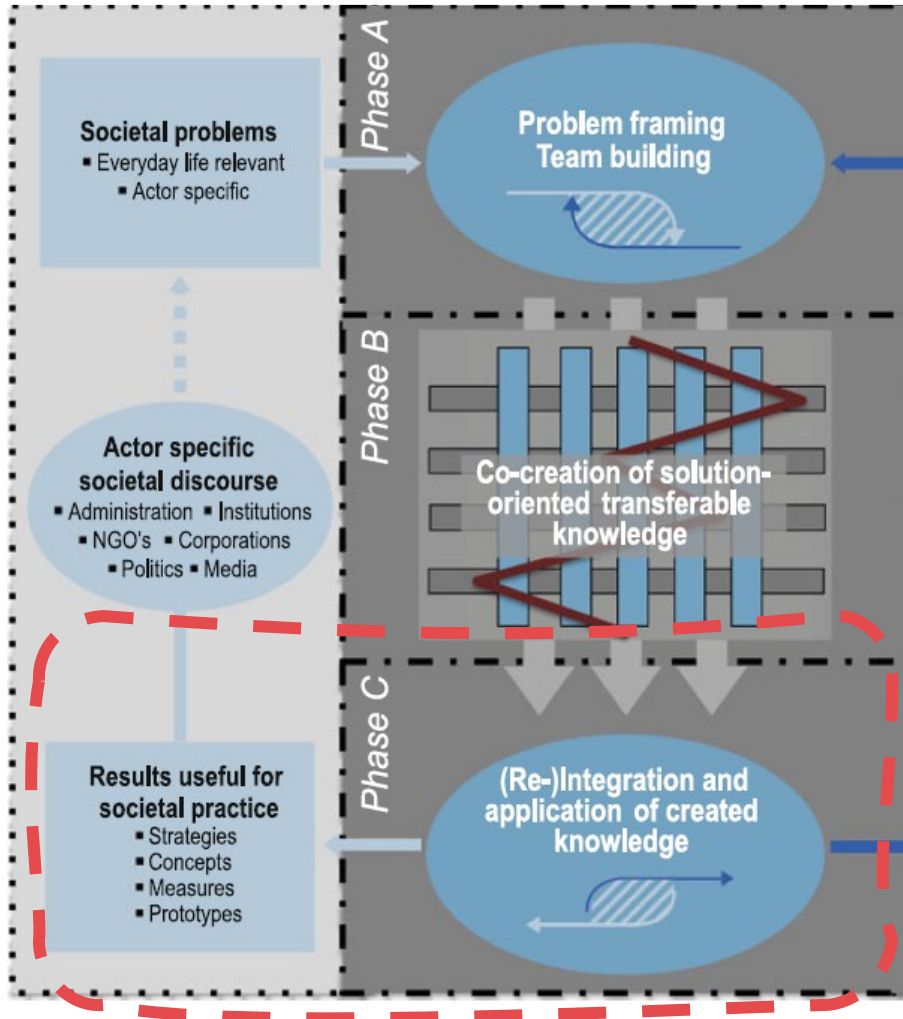 Societal problems
▪ Everyday life relevant
▪ Actor specific
Phase A
Problem framing
Team building
Actor specific
societal discourse
▪ Administration ▪ Institutions
▪ NGO's ▪ Corporations
▪ Politics ▪ Media
Phase B
Co-creation of solution-
oriented transferable
knowledge
Results useful for
societal practice
▪ Strategies
▪ Concepts
▪ Measures
▪ Prototypes
Phase C
(Re-)Integration and
application of created
knowledge